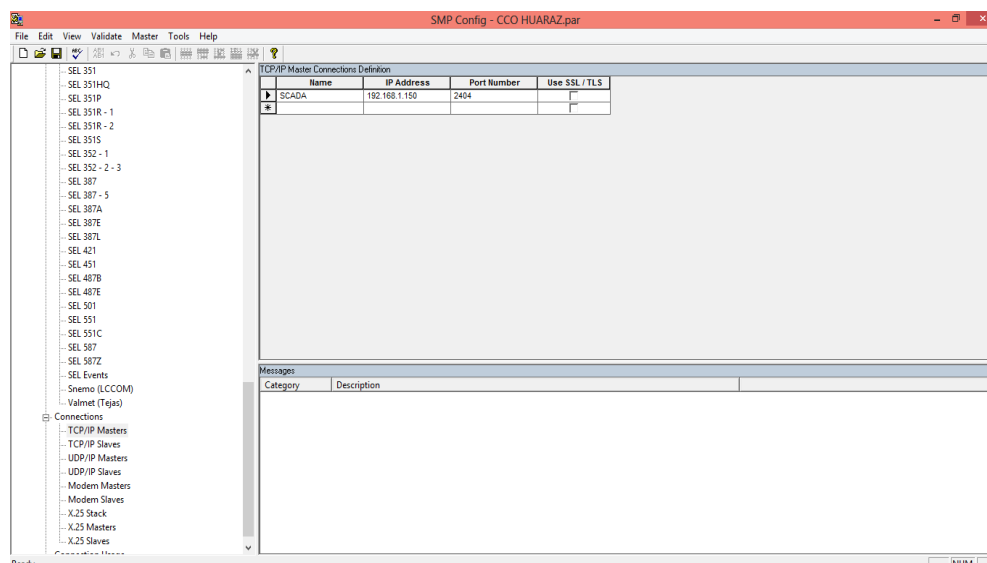 SMP Config - CCO HUARAZ.par
File Edit View Validate Master Tools Help
SEL 351
SEL 351HQ
SEL 351P
SEL 351R - 1
SEL 351R - 2
SEL 351S
SEL 352 - 1
SEL 352 - 2 - 3
SEL 387
SEL 387 - 5
SEL 387A
SEL 387E
SEL 387L
SEL 421
SEL 451
SEL 487B
SEL 487E
SEL 501
SEL 551
SEL 551C
SEL 587
SEL 587Z
SEL Events
Snemo (LCCOM)
Valmet (Tejas)
Connections
TCP/IP Masters
TCP/IP Slaves
UDP/IP Masters
UDP/IP Slaves
Modem Masters
Modem Slaves
X.25 Stack
X.25 Masters
X.25 Slaves
TCP/IP Master Connections Definition
Name IP Address Port Number Use SSL / TLS
SCADA 192.168.1.150 2404
Messages
Category Description